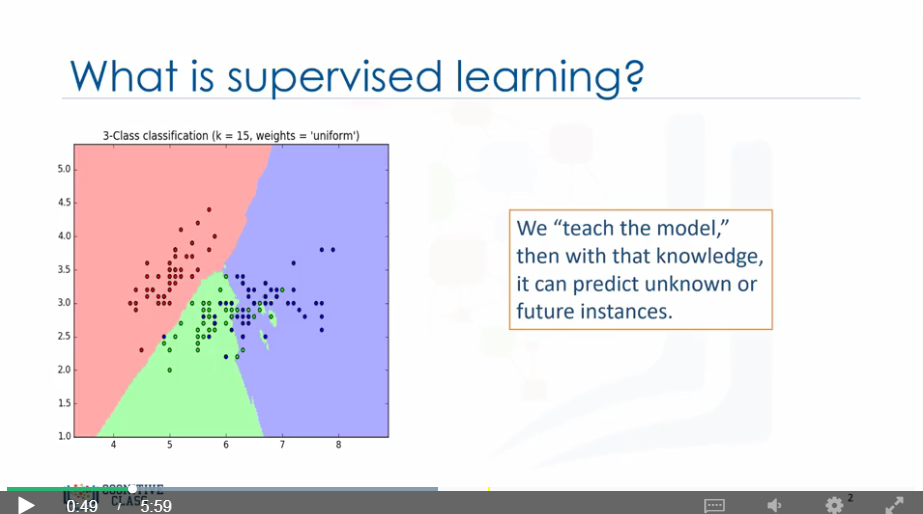 What is supervised learning?
3-Class classification (k = 15, weights = 'uniform')
5.0
4.5
4.0
3.5
3.0
2.5
2.0
1.5
1.0
4 5 6 7 8
We “teach the model,”
then with that knowledge,
it can predict unknown or
future instances.
COGNITIVE
CLASS
2
0:49 / 5:59